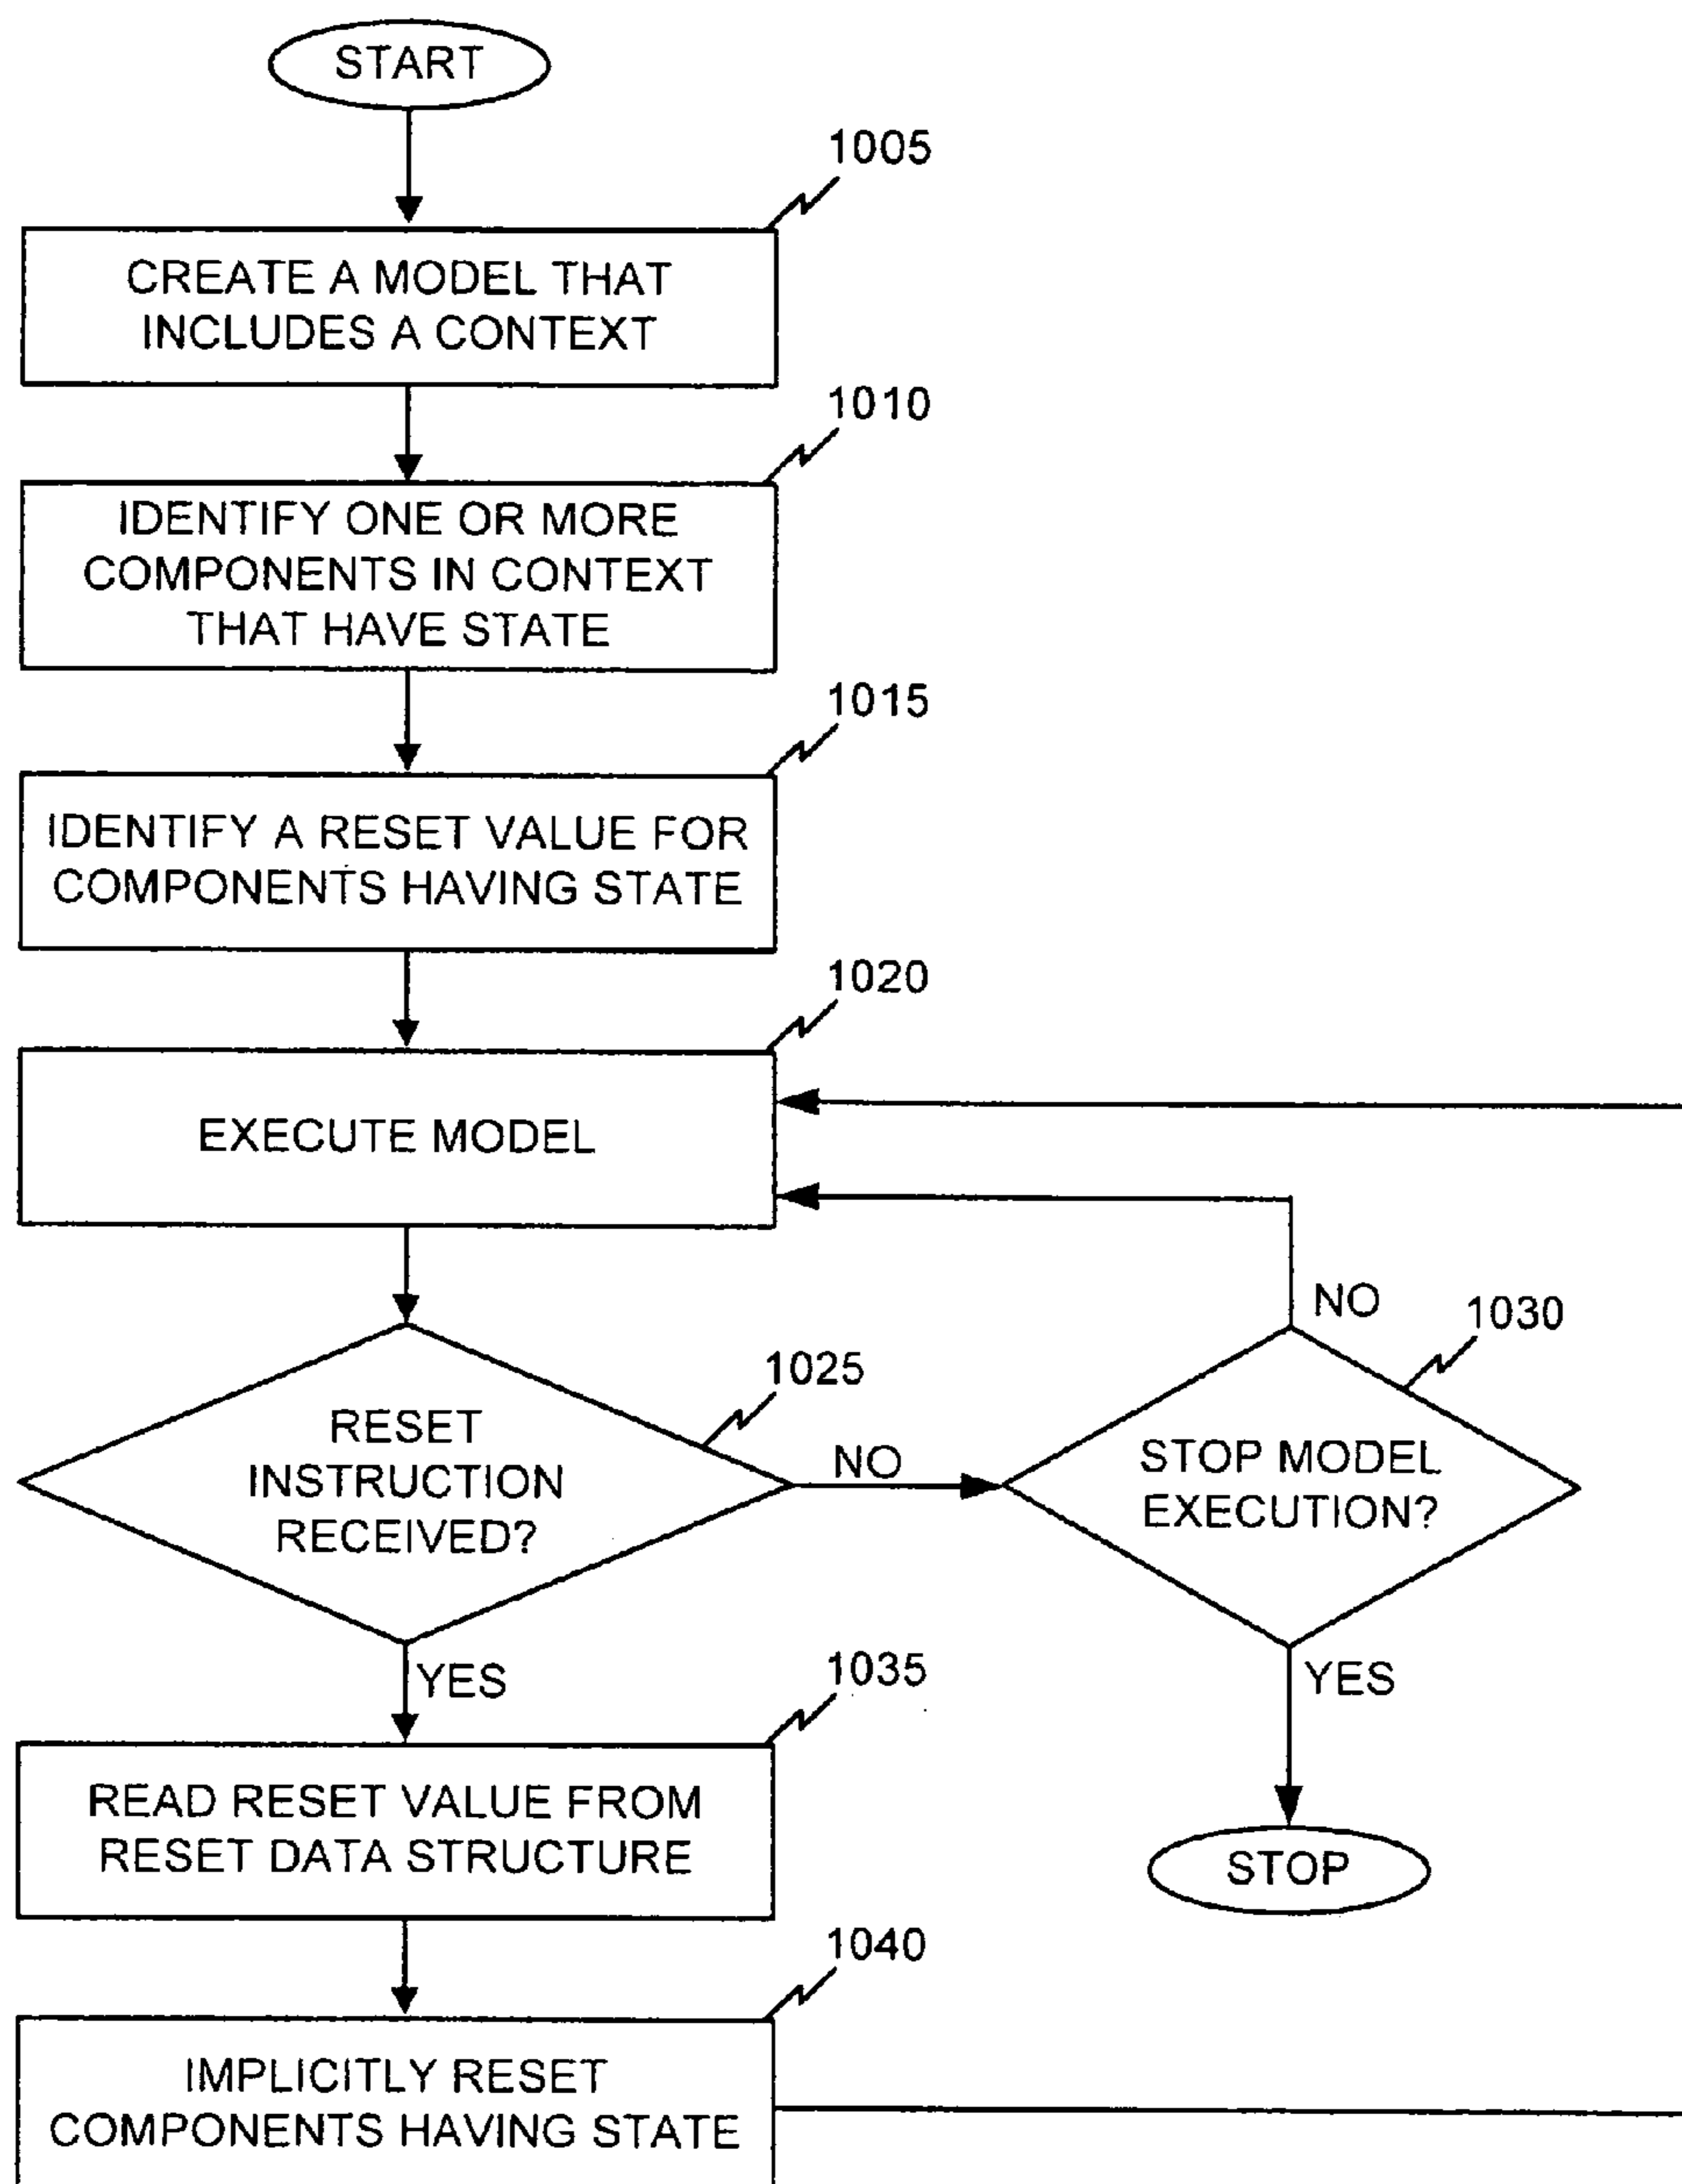 START
1005
CREATE A MODEL THAT
INCLUDES A CONTEXT
1010
IDENTIFY ONE OR MORE
COMPONENTS IN CONTEXT
THAT HAVE STATE
1015
IDENTIFY A RESET VALUE FOR
COMPONENTS HAVING STATE
1020
EXECUTE MODEL
1025
RESET
INSTRUCTION
RECEIVED?
NO
NO
1030
STOP MODEL
EXECUTION?
YES
YES
STOP
1035
READ RESET VALUE FROM
RESET DATA STRUCTURE
1040
IMPLICITLY RESET
COMPONENTS HAVING STATE